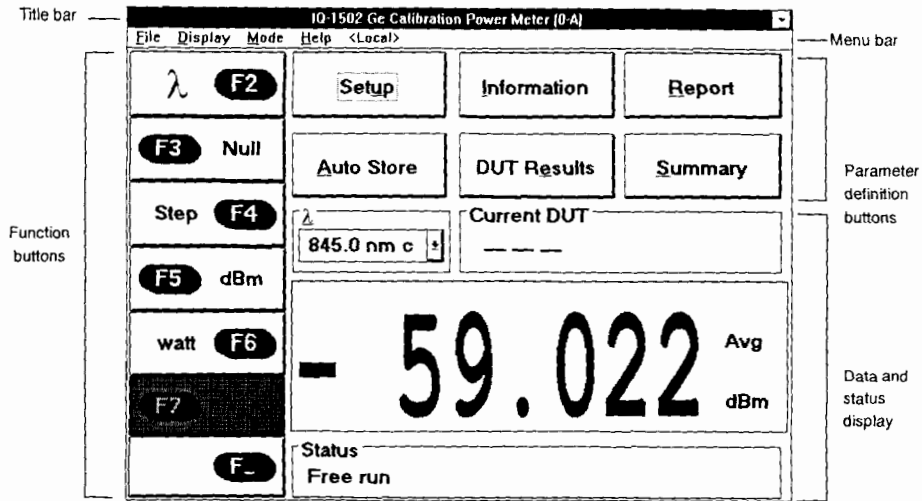 Title bar
IQ-1502 Ge Calibration Power Meter (0-A)
File Display Mode Help <Local>
Menu bar
λ F2
F3 Null
Step F4
F5 dBm
watt F6
F7
Function
buttons
Setup Information Report
Auto Store DUT Results Summary
Parameter
definition
buttons
λ
845.0 nm c
Current DUT
— — —
- 59.022
Avg
dBm
Data and
status
display
Status
Free run